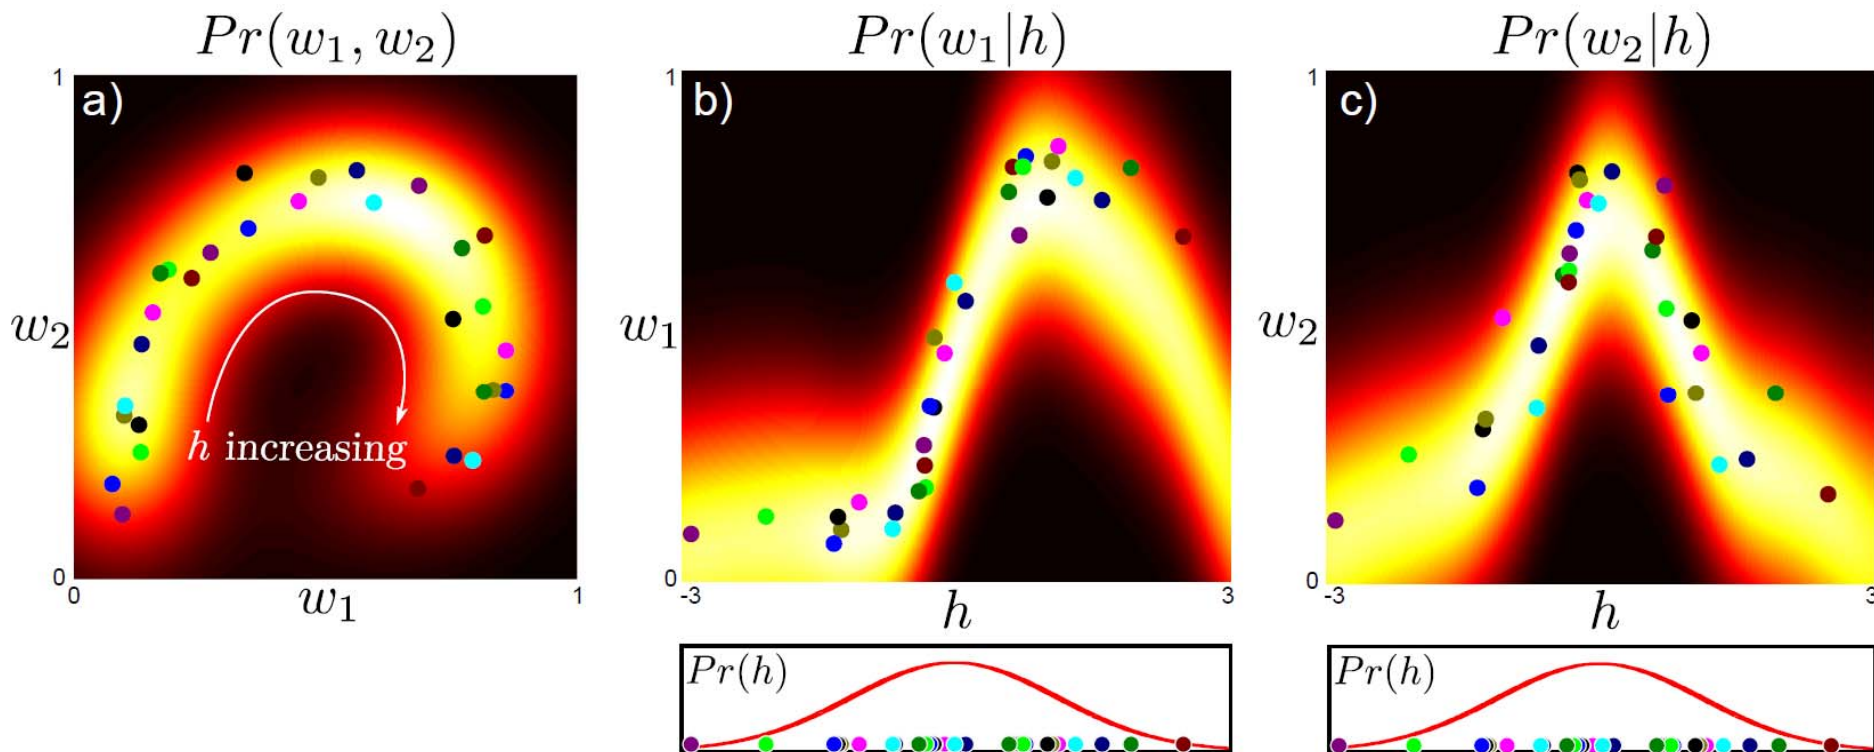 Pr(w₁, w₂)
a)
1
w₂
h increasing
0
0
w₁
1
Pr(w₁|h)
b)
1
w₁
0
-3
h
3
Pr(h)
Pr(w₂|h)
c)
1
w₂
0
-3
h
3
Pr(h)